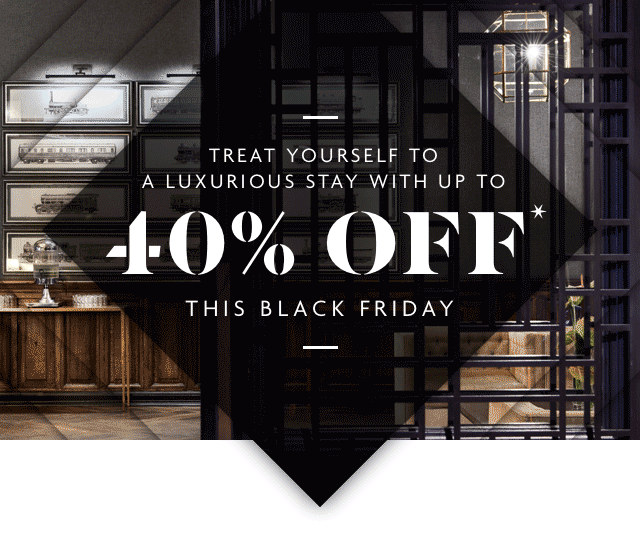 TREAT YOURSELF TO
A LUXURIOUS STAY WITH UP TO
40% OFF*
THIS BLACK FRIDAY